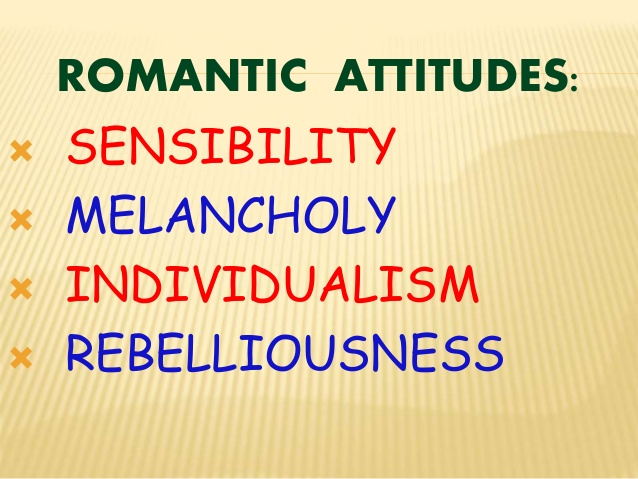 ROMANTIC ATTITUDES:
SENSIBILITY
MELANCHOLY
INDIVIDUALISM
REBELLIOUSNESS